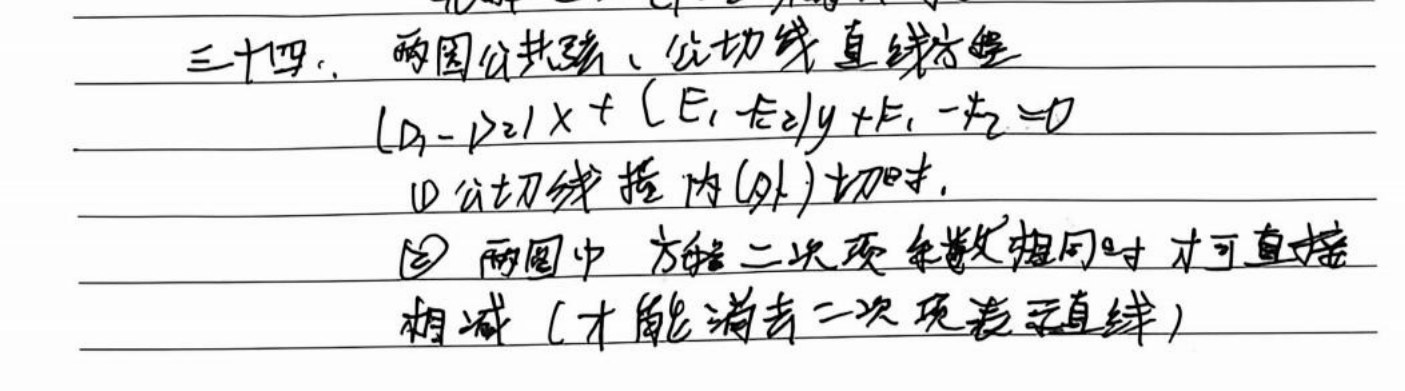 三十四、两圆公共弦、公切线直线方程
(D₁-D₂)x+(E₁-E₂)y+F₁-F₂=0
① 公切线指内(外)切时.
② 两圆中 方程二次项系数相同时 才可直接
相减 (才能消去二次项表示直线)